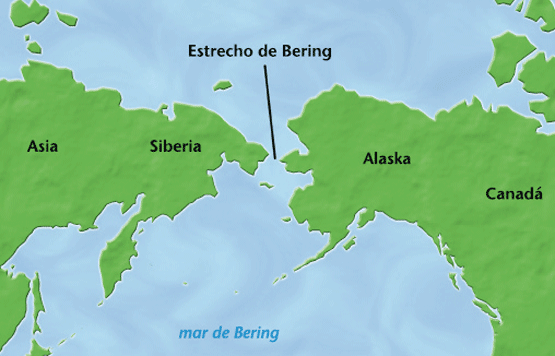 Estrecho de Bering
Asia
Siberia
Alaska
Canadá
mar de Bering